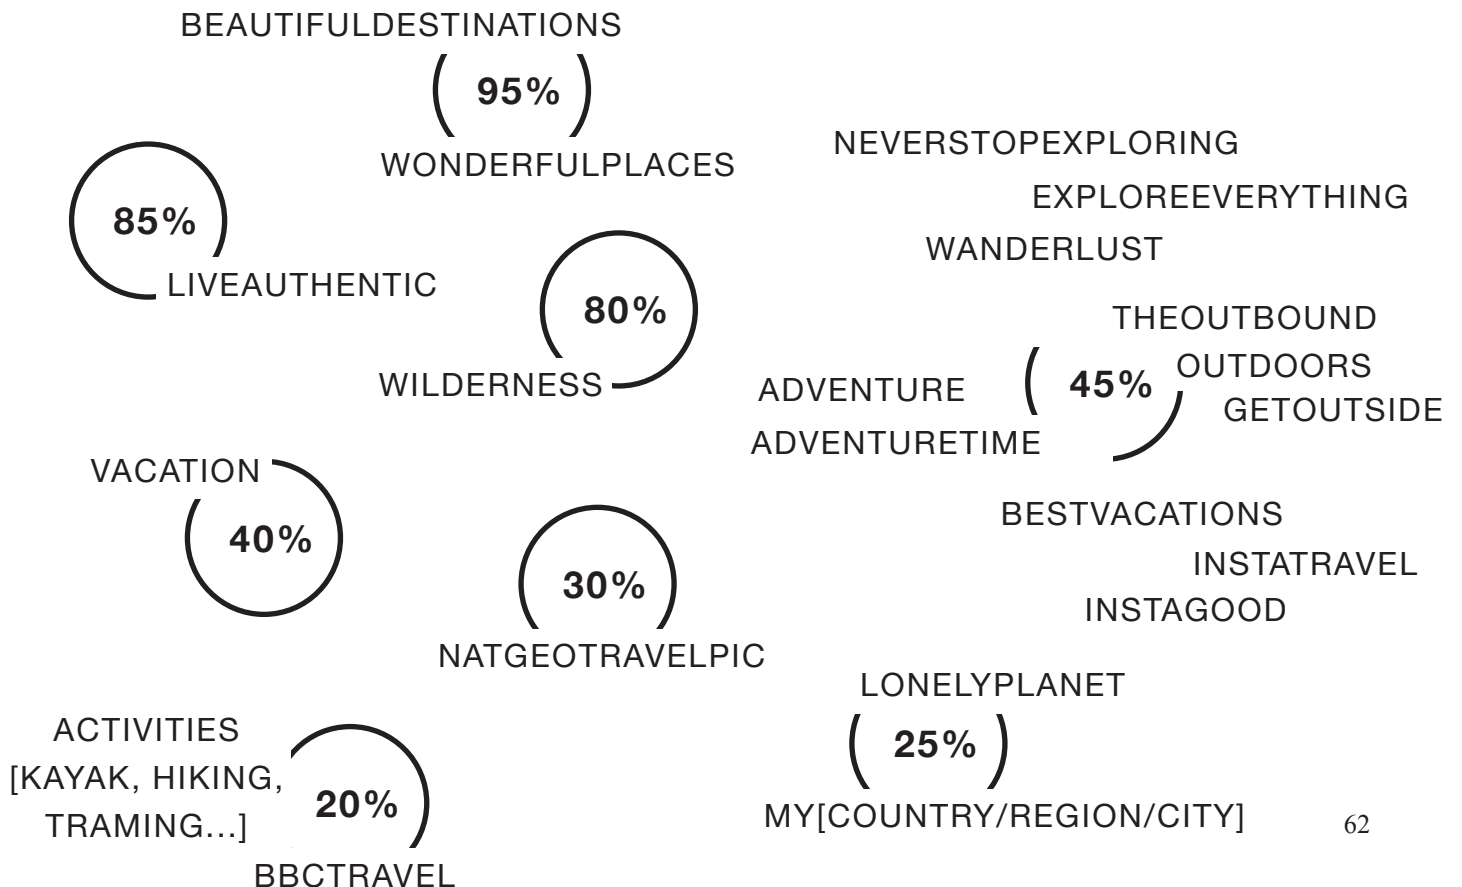 BEAUTIFULDESTINATIONS
95%
WONDERFULPLACES
85%
LIVEAUTHENTIC
80%
WILDERNESS
NEVERSTOPEXPLORING
EXPLOREEVERYTHING
WANDERLUST
THEOUTBOUND
OUTDOORS
GETOUTSIDE
45%
ADVENTURE
ADVENTURETIME
VACATION
40%
30%
NATGEOTRAVELPIC
BESTVACATIONS
INSTATRAVEL
INSTAGOOD
LONELYPLANET
25%
MY[COUNTRY/REGION/CITY]
ACTIVITIES
[KAYAK, HIKING,
TRAMING...]
20%
BBCTRAVEL
62